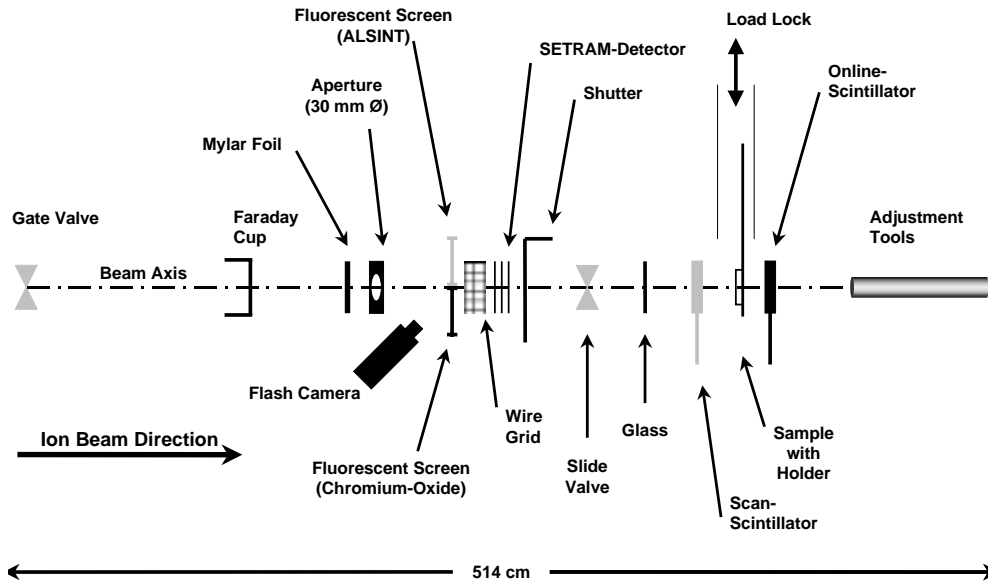 Fluorescent Screen
(ALSINT)
Load Lock
SETRAM-Detector
Online-
Scintillator
Aperture
(30 mm Ø)
Shutter
Mylar Foil
Gate Valve
Faraday
Cup
Adjustment
Tools
Beam Axis
Flash Camera
Wire
Grid
Glass
Sample
with
Holder
Ion Beam Direction
Fluorescent Screen
(Chromium-Oxide)
Slide
Valve
Scan-
Scintillator
514 cm